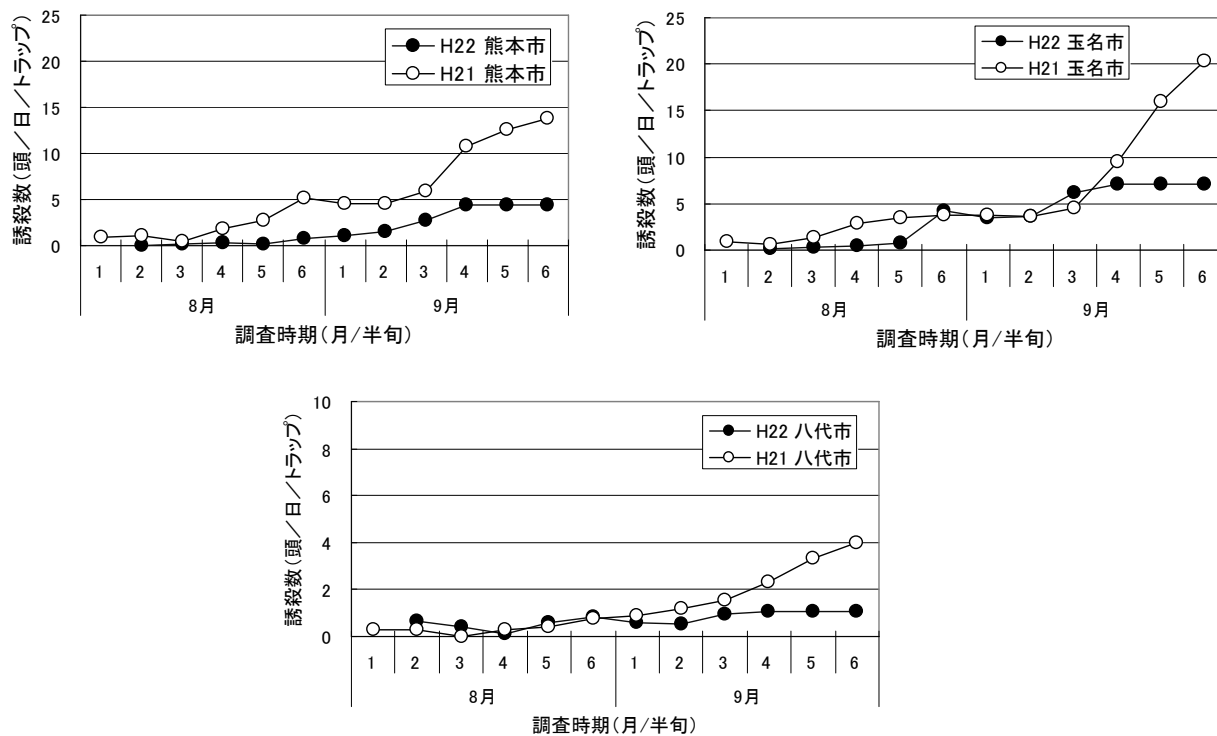 25
20
15
10
5
0
誘殺数(頭/日/トラップ)
H22 熊本市
H21 熊本市
1 2 3 4 5 6 1 2 3 4 5 6
8月 9月
調査時期(月/半旬)
25
20
15
10
5
0
誘殺数(頭/日/トラップ)
H22 玉名市
H21 玉名市
1 2 3 4 5 6 1 2 3 4 5 6
8月 9月
調査時期(月/半旬)
10
8
6
4
2
0
誘殺数(頭/日/トラップ)
H22 八代市
H21 八代市
1 2 3 4 5 6 1 2 3 4 5 6
8月 9月
調査時期(月/半旬)